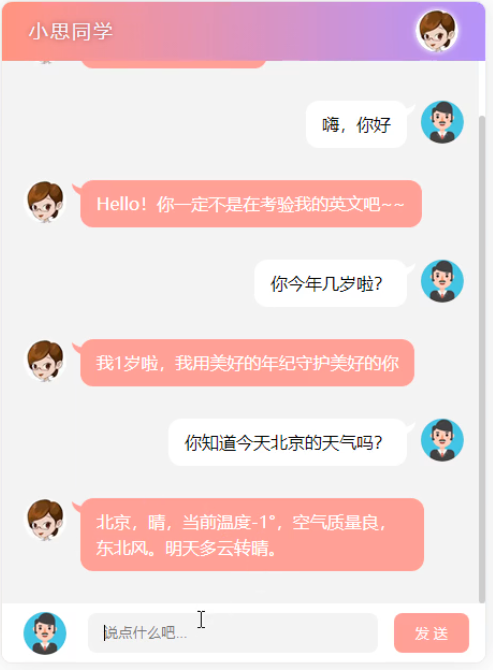 小思同学
嗨，你好
Hello！你一定不是在考验我的英文吧~~
你今年几岁啦？
我1岁啦，我用美好的年纪守护美好的你
你知道今天北京的天气吗？
北京，晴，当前温度-1°，空气质量良，
东北风。明天多云转晴。
说点什么吧...
发 送